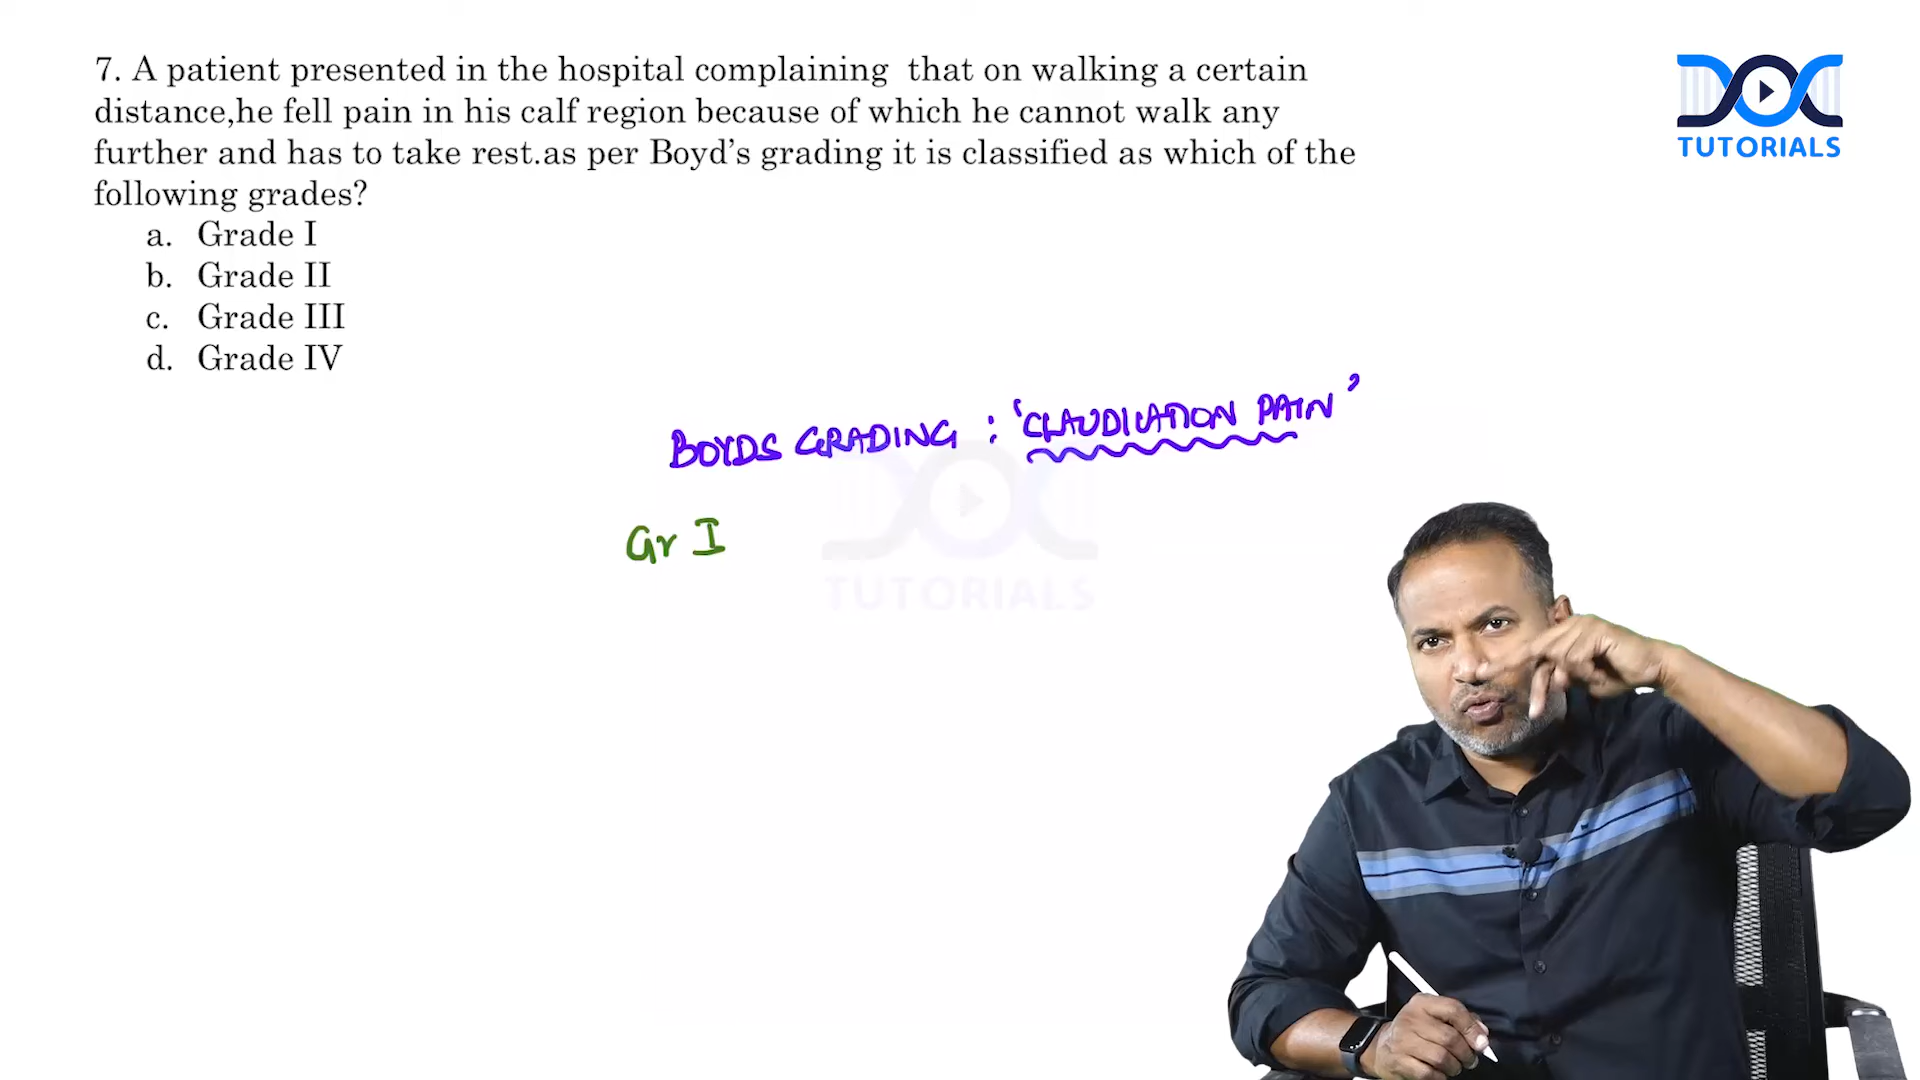 7. A patient presented in the hospital complaining that on walking a certain
distance,he fell pain in his calf region because of which he cannot walk any
further and has to take rest.as per Boyd's grading it is classified as which of the
following grades?
a. Grade I
b. Grade II
c. Grade III
d. Grade IV
DOC
TUTORIALS
BOYDS GRADING : 'CLAUDICATION PAIN'
Gr I
DOC
TUTORIALS